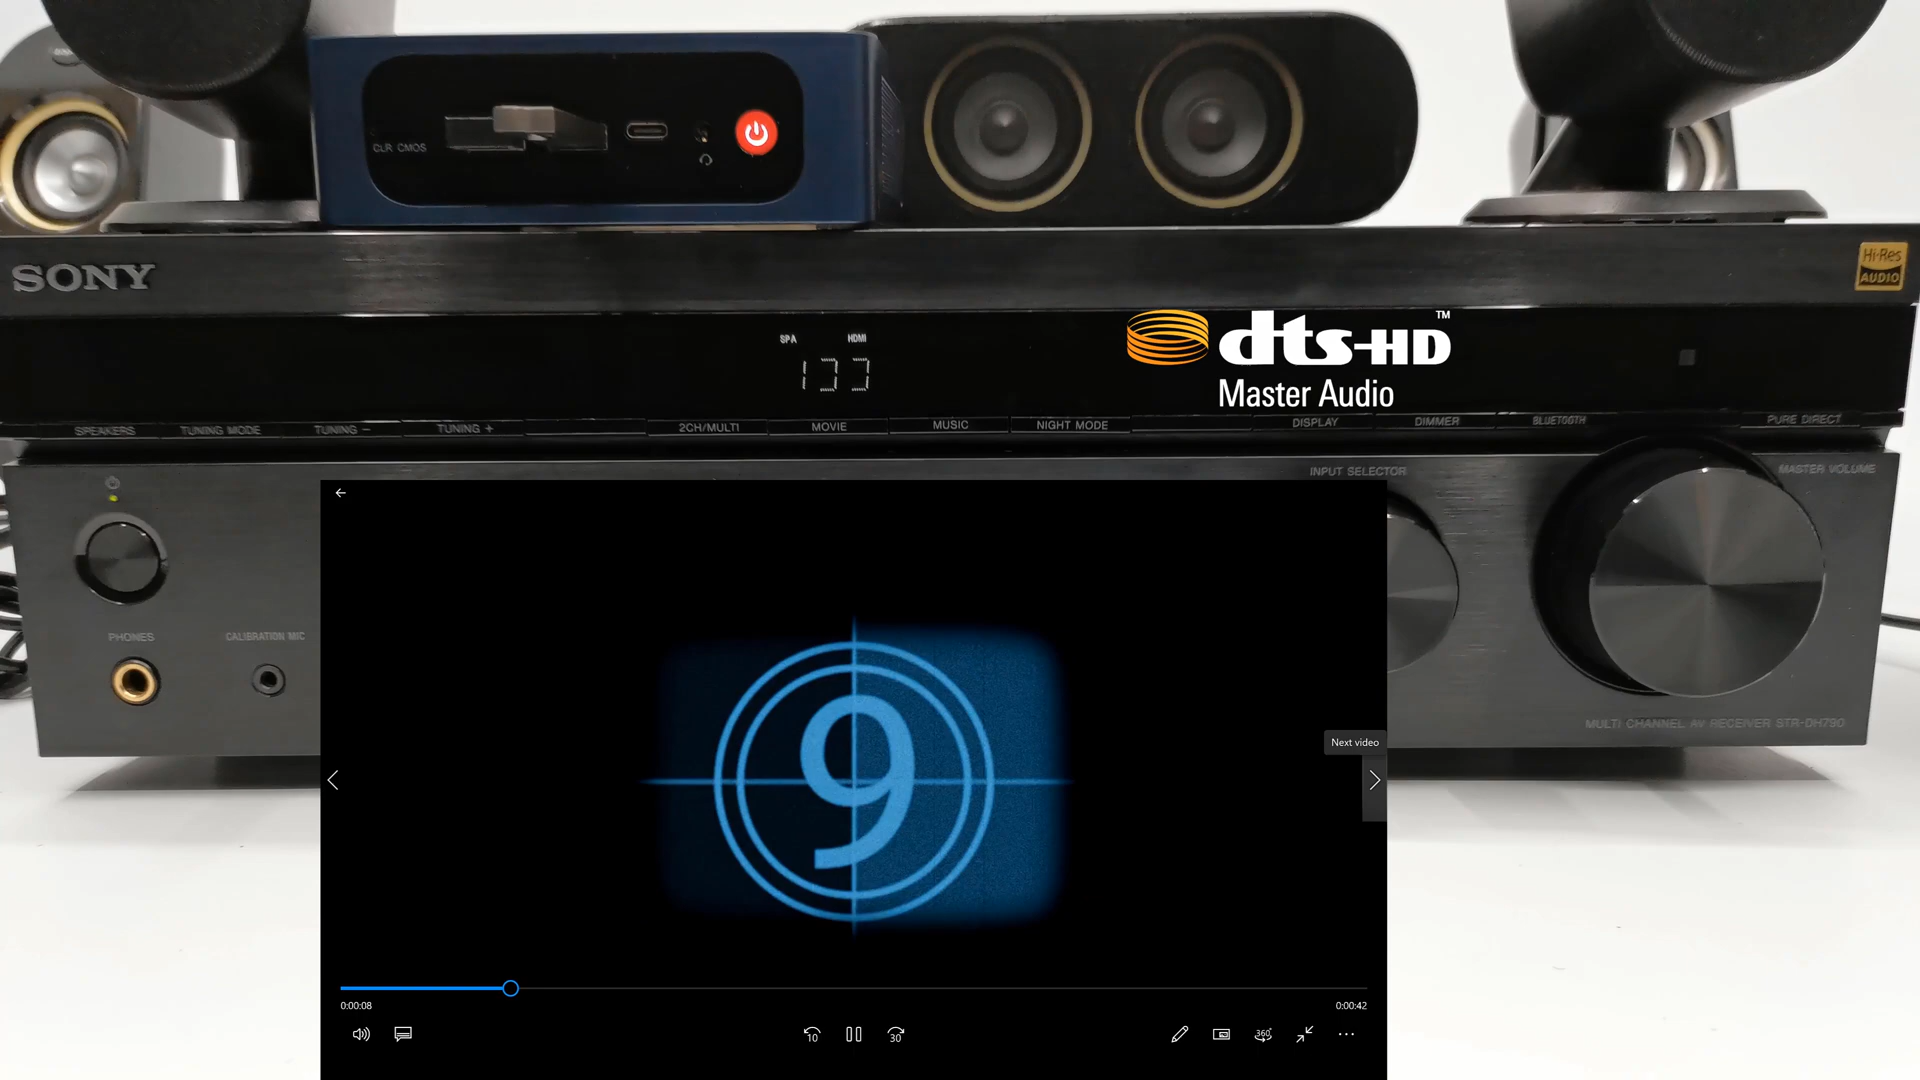 CLR CMOS
SONY
Hi-Res
AUDIO
SPA
HDMI
dts-HD™
Master Audio
SPEAKERS
TUNING MODE
TUNING −
TUNING +
2CH/MULTI
MOVIE
MUSIC
NIGHT MODE
DISPLAY
DIMMER
BLUETOOTH
PURE DIRECT
INPUT SELECTOR
MASTER VOLUME
PHONES
CALIBRATION MIC
MULTI CHANNEL AV RECEIVER STR-DH790
9
Next video
0:00:08
0:00:42
10
30
360°